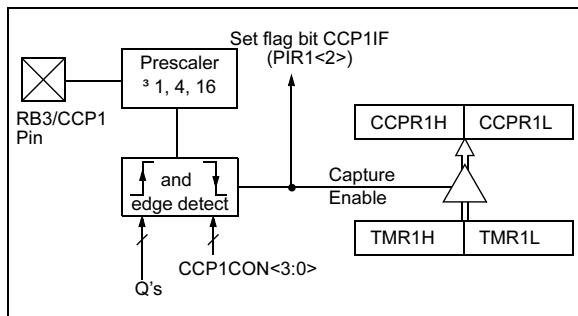 Set flag bit CCP1IF
(PIR1<2>)
Prescaler
³ 1, 4, 16
RB3/CCP1
Pin
CCPR1H
CCPR1L
and
edge detect
Capture
Enable
TMR1H
TMR1L
CCP1CON<3:0>
Q's